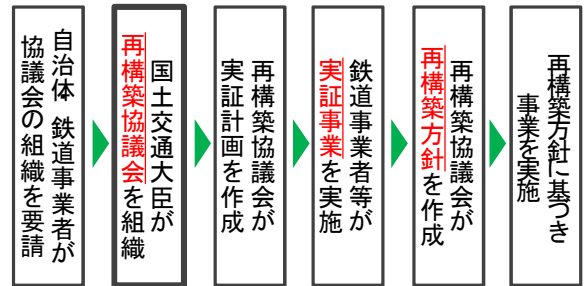 自治体 鉄道事業者が
協議会の組織を要請
国土交通大臣が
再構築協議会を組織
再構築協議会が
実証計画を作成
鉄道事業者等が
実証事業を実施
再構築協議会が
再構築方針を作成
再構築方針に基づき
事業を実施